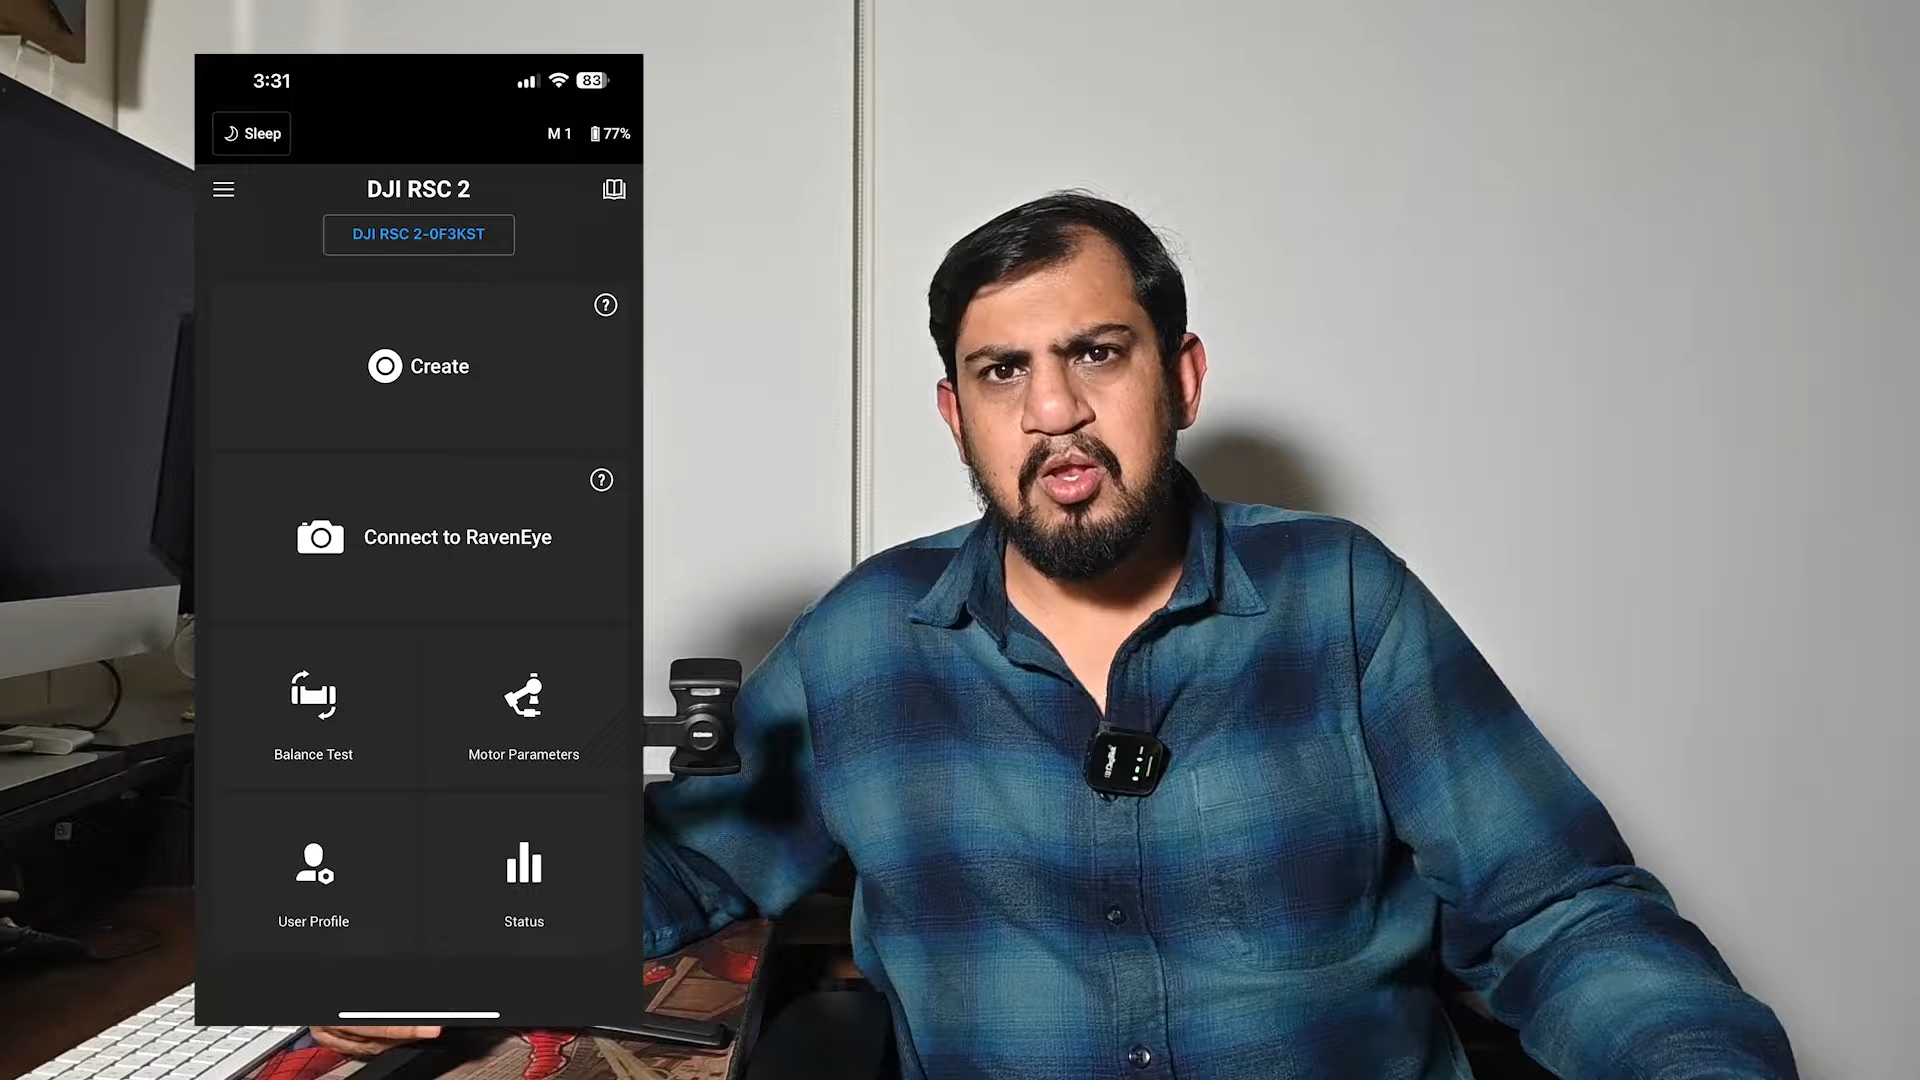 3:31
83
Sleep
M 1
77%
DJI RSC 2
DJI RSC 2-0F3KST
?
Create
?
Connect to RavenEye
Balance Test
Motor Parameters
User Profile
Status